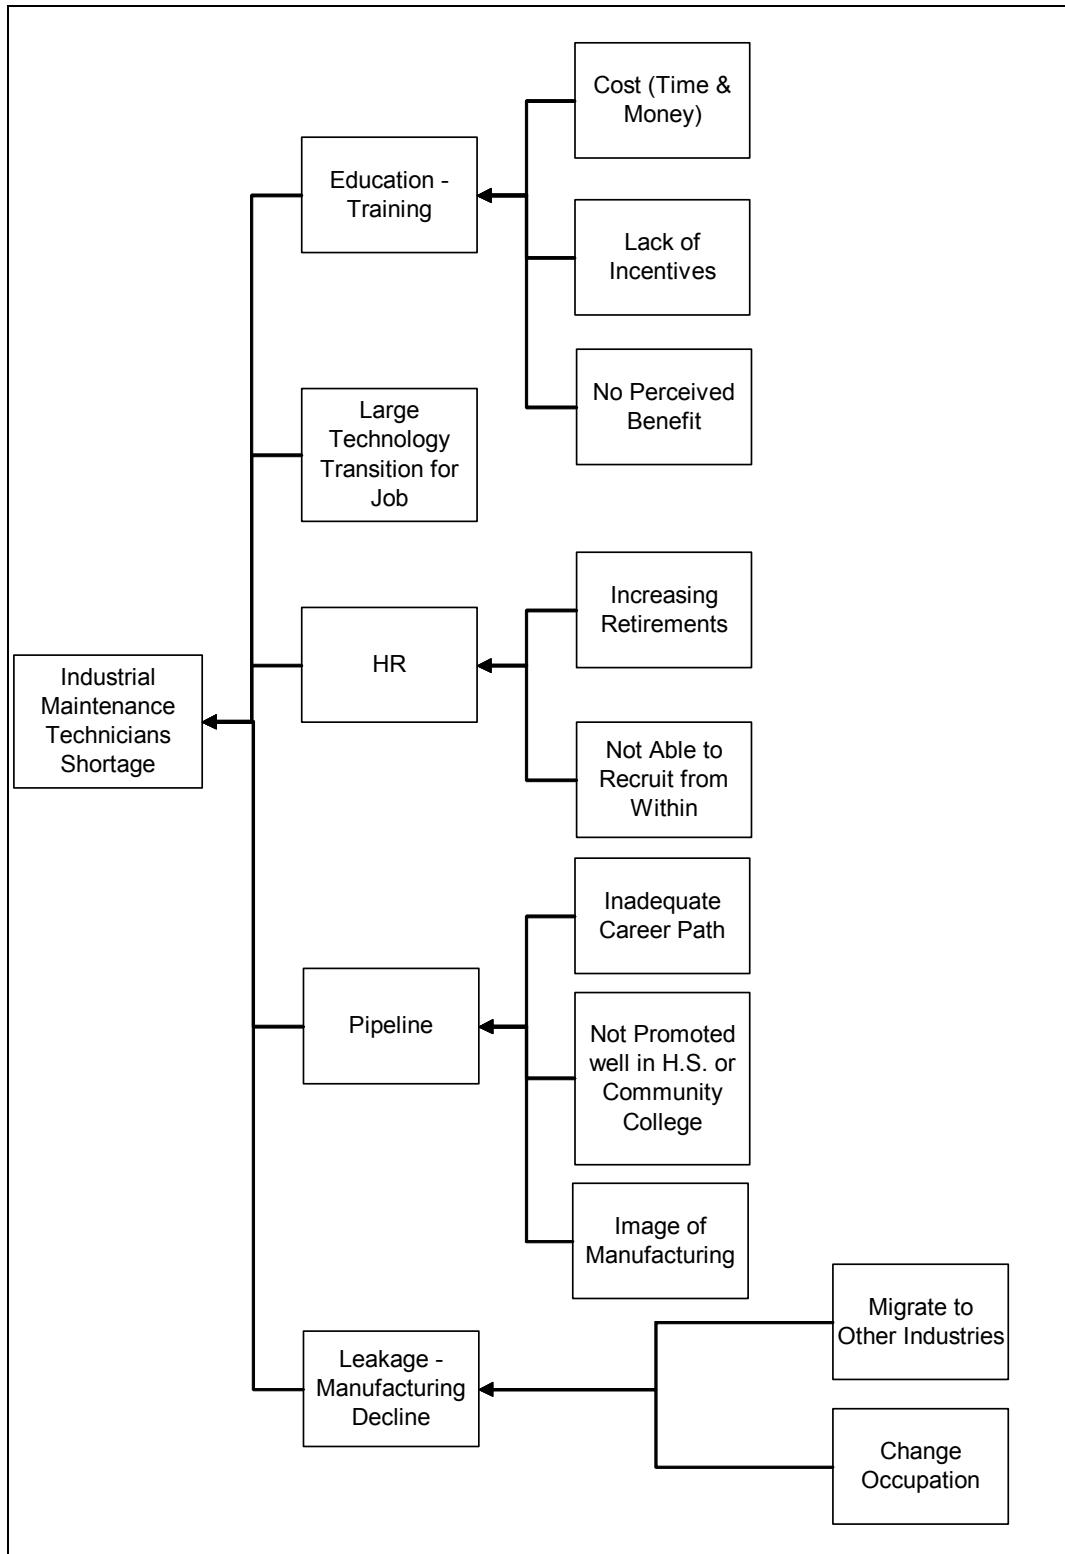 Cost (Time &
Money)
Education -
Training
Lack of
Incentives
No Perceived
Benefit
Large
Technology
Transition for
Job
Increasing
Retirements
HR
Industrial
Maintenance
Technicians
Shortage
Not Able to
Recruit from
Within
Inadequate
Career Path
Pipeline
Not Promoted
well in H.S. or
Community
College
Image of
Manufacturing
Migrate to
Other Industries
Leakage -
Manufacturing
Decline
Change
Occupation